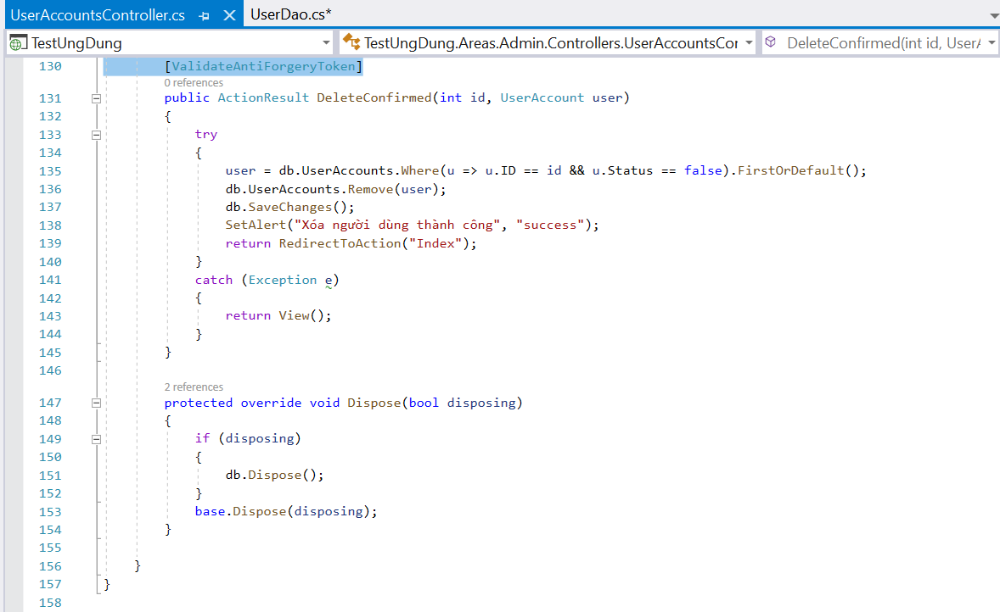 UserAccountsController.cs
UserDao.cs*
TestUngDung
TestUngDung.Areas.Admin.Controllers.UserAccountsCor
DeleteConfirmed(int id, UserA
130 [ValidateAntiForgeryToken]
0 references
131 public ActionResult DeleteConfirmed(int id, UserAccount user)
132 {
133 try
134 {
135 user = db.UserAccounts.Where(u => u.ID == id && u.Status == false).FirstOrDefault();
136 db.UserAccounts.Remove(user);
137 db.SaveChanges();
138 SetAlert("Xóa người dùng thành công", "success");
139 return RedirectToAction("Index");
140 }
141 catch (Exception e)
142 {
143 return View();
144 }
145 }
146
2 references
147 protected override void Dispose(bool disposing)
148 {
149 if (disposing)
150 {
151 db.Dispose();
152 }
153 base.Dispose(disposing);
154 }
155
156 }
157 }
158